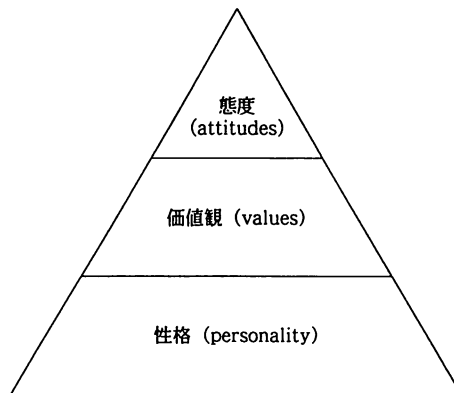 態度
(attitudes)
価値観 (values)
性格 (personality)